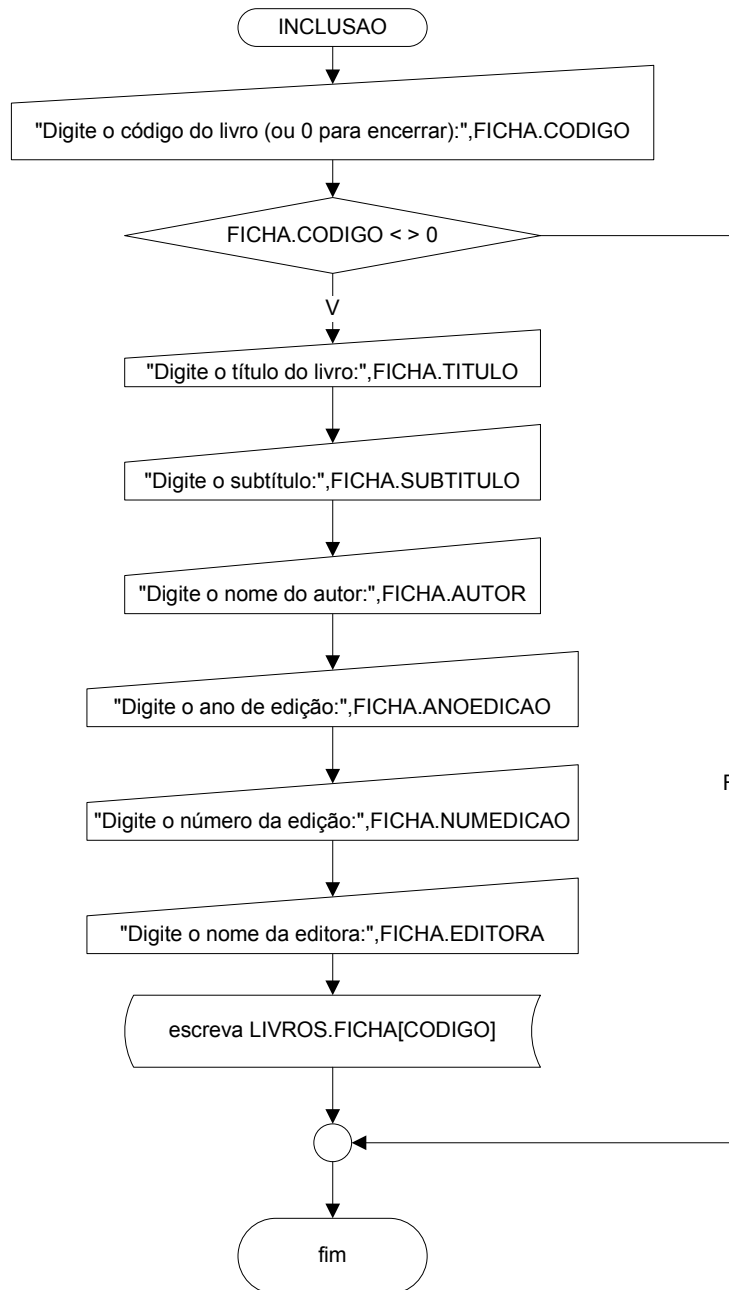 INCLUSAO
"Digite o código do livro (ou 0 para encerrar):",FICHA.CODIGO
FICHA.CODIGO < > 0
V
"Digite o título do livro:",FICHA.TITULO
"Digite o subtítulo:",FICHA.SUBTITULO
"Digite o nome do autor:",FICHA.AUTOR
"Digite o ano de edição:",FICHA.ANOEDICAO
F
"Digite o número da edição:",FICHA.NUMEDICAO
"Digite o nome da editora:",FICHA.EDITORA
escreva LIVROS.FICHA[CODIGO]
fim